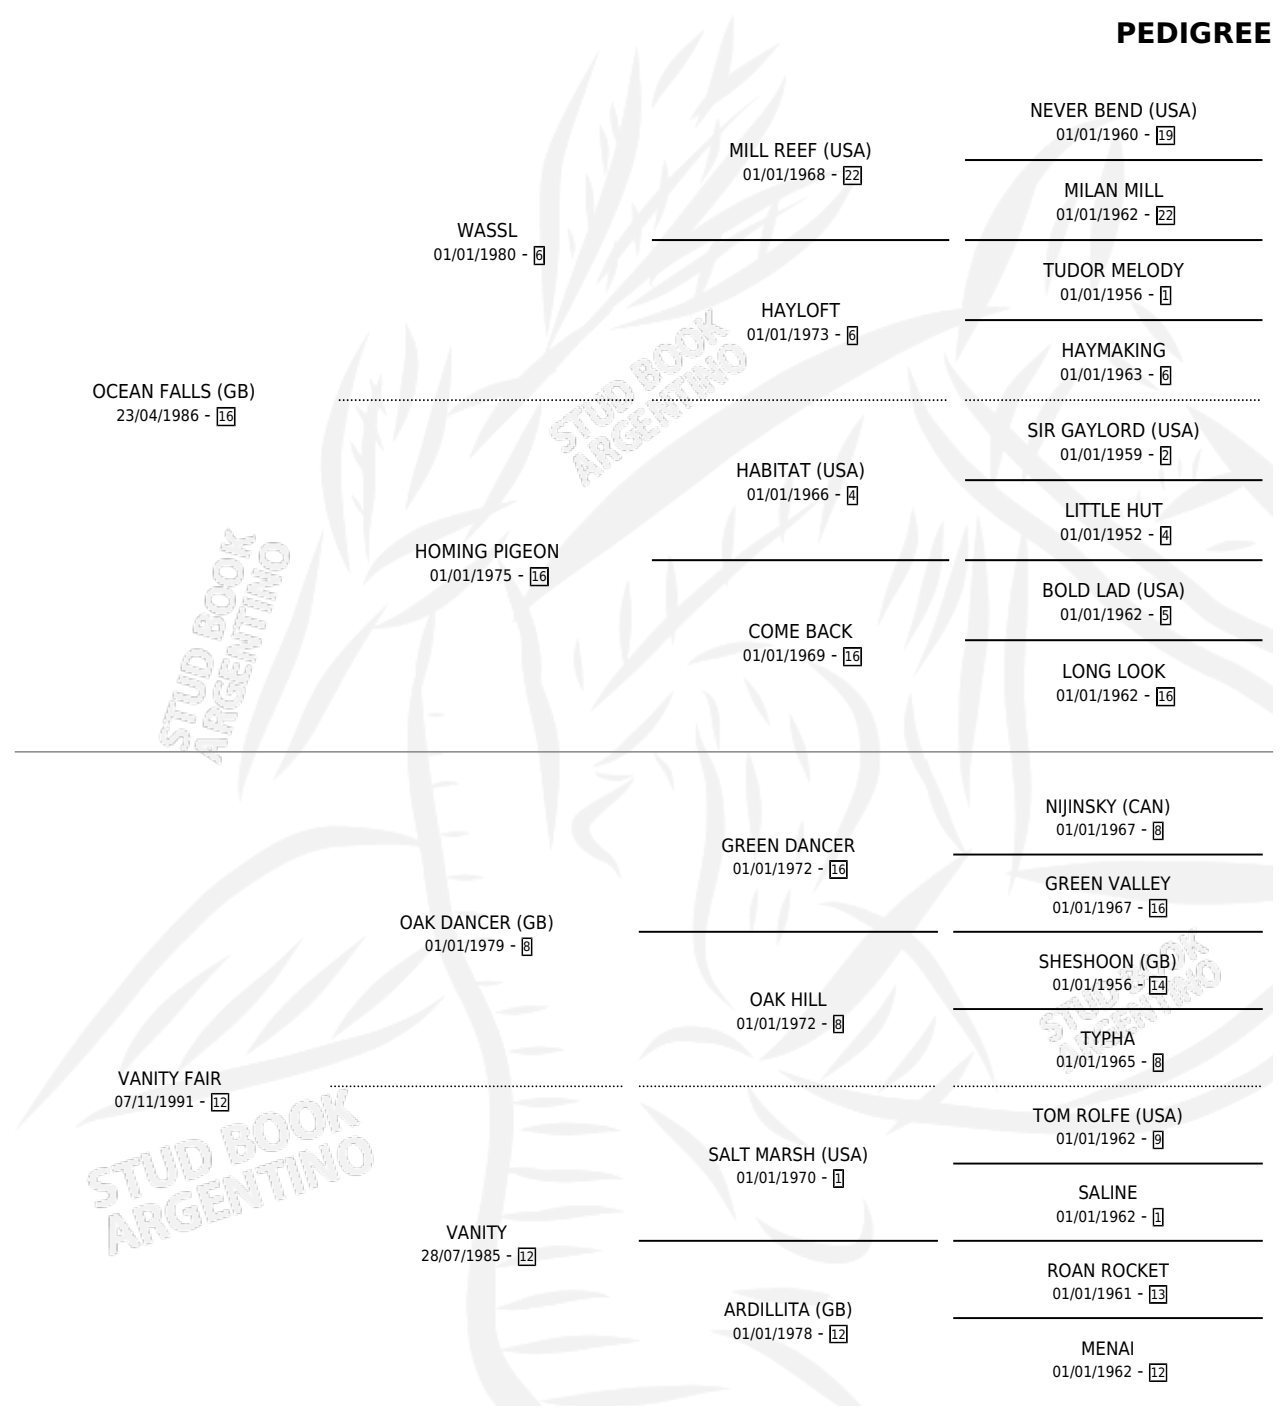 PEDIGREE
NEVER BEND (USA)
01/01/1960 - 19
MILL REEF (USA)
01/01/1968 - 22
MILAN MILL
01/01/1962 - 22
WASSL
01/01/1980 - 6
TUDOR MELODY
01/01/1956 - 1
HAYLOFT
01/01/1973 - 6
HAYMAKING
01/01/1963 - 6
OCEAN FALLS (GB)
23/04/1986 - 16
STUD BOOK
ARGENTINO
SIR GAYLORD (USA)
01/01/1959 - 2
HABITAT (USA)
01/01/1966 - 4
LITTLE HUT
01/01/1952 - 4
HOMING PIGEON
01/01/1975 - 16
BOLD LAD (USA)
01/01/1962 - 5
COME BACK
01/01/1969 - 16
LONG LOOK
01/01/1962 - 16
STUD BOOK
ARGENTINO
NIJINSKY (CAN)
01/01/1967 - 8
GREEN DANCER
01/01/1972 - 16
GREEN VALLEY
01/01/1967 - 16
OAK DANCER (GB)
01/01/1979 - 8
SHESHOON (GB)
01/01/1956 - 14
STUD BOOK
ARGENTINO
OAK HILL
01/01/1972 - 8
TYPHA
01/01/1965 - 8
VANITY FAIR
07/11/1991 - 12
STUD BOOK
ARGENTINO
TOM ROLFE (USA)
01/01/1962 - 9
SALT MARSH (USA)
01/01/1970 - 1
SALINE
01/01/1962 - 1
VANITY
28/07/1985 - 12
ROAN ROCKET
01/01/1961 - 13
ARDILLITA (GB)
01/01/1978 - 12
MENAI
01/01/1962 - 12